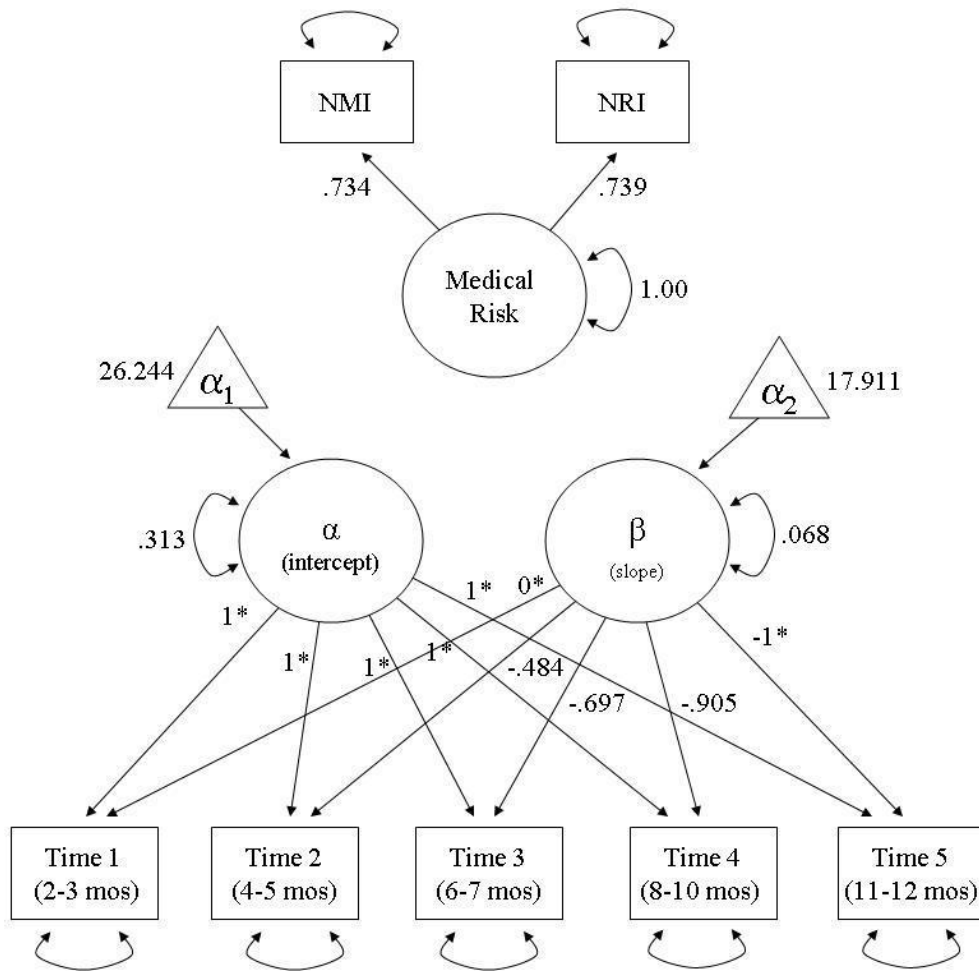 NMI
NRI
.734
.739
Medical
Risk
1.00
26.244
α1
α2
17.911
.313
α
(intercept)
β
(slope)
.068
1*
1*
1*
1*
1*
0*
-.484
-.697
-.905
-1*
Time 1
(2-3 mos)
Time 2
(4-5 mos)
Time 3
(6-7 mos)
Time 4
(8-10 mos)
Time 5
(11-12 mos)